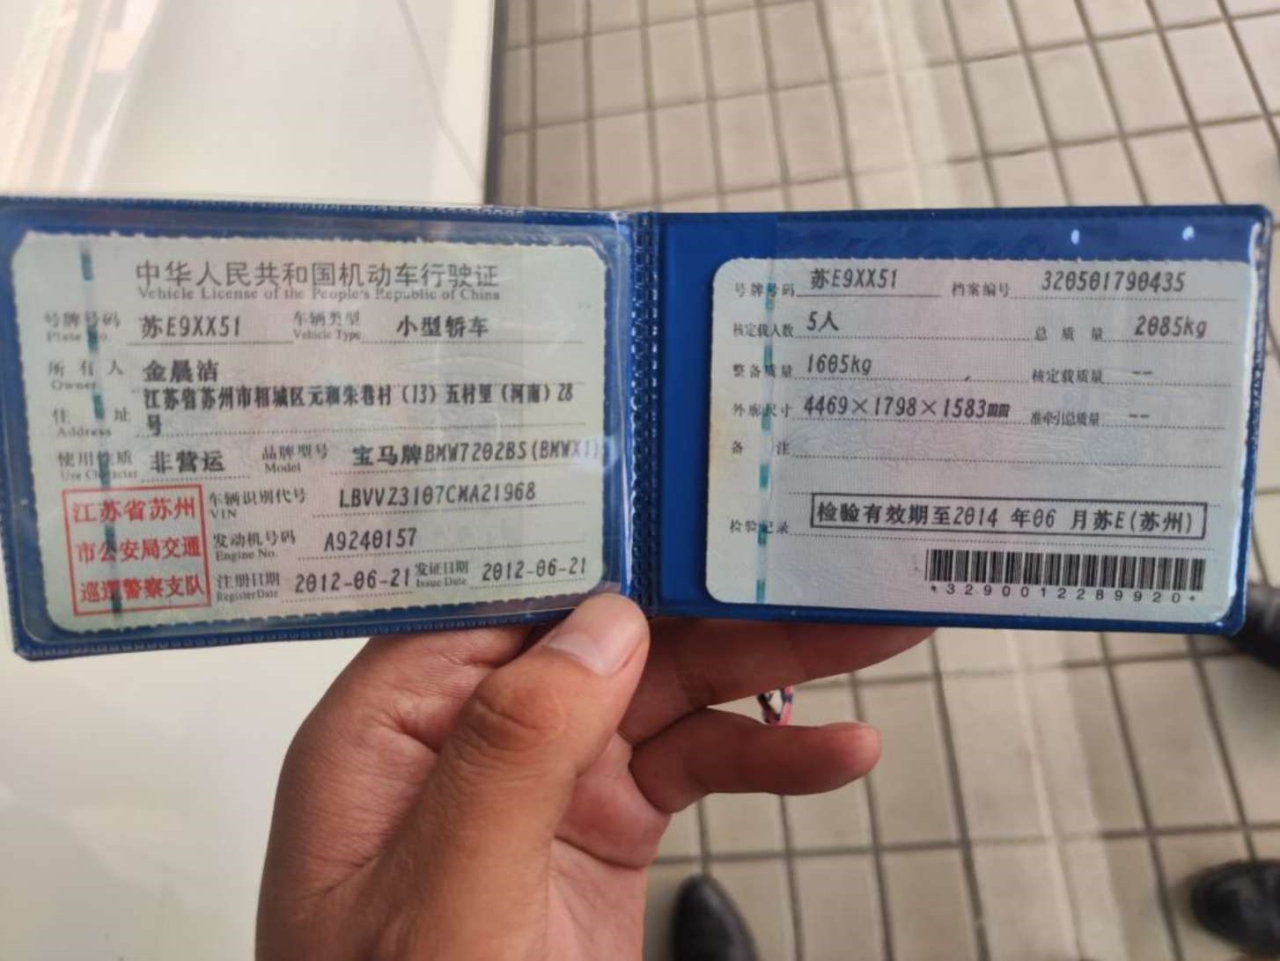 中华人民共和国机动车行驶证
Vehicle License of the People's Republic of China
号牌号码 苏E9XX51 车辆类型 小型轿车
Plate No. Vehicle Type
所有人 金晨洁
Owner
住址 江苏省苏州市相城区元和朱巷村(13)五村里(河南)28
Address 号
使用性质 非营运 品牌型号 宝马牌BMW7202BS(BMWX1)
Use Character Model
江苏省苏州
市公安局交通
巡逻警察支队
车辆识别代号 LBVVZ3107CMA21968
VIN
发动机号码 A9240157
Engine No.
注册日期 2012-06-21 发证日期 2012-06-21
Register Date Issue Date
号牌号码 苏E9XX51 档案编号 320501790435
核定载人数 5人 总质量 2085kg
整备质量 1605kg 核定载质量 --
外廓尺寸 4469×1798×1583mm 准牵引总质量 --
备注
检验记录 检验有效期至2014 年06 月苏E(苏州)
*3290012289920*